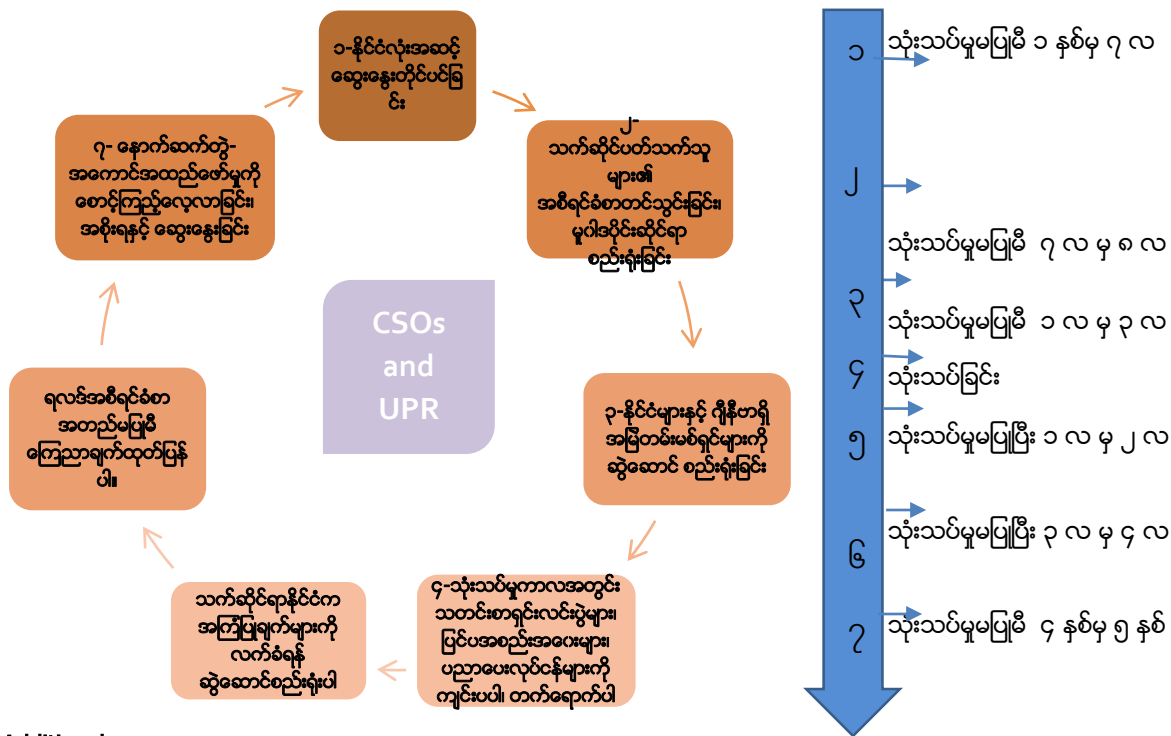 ၁-နိုင်ငံလုံးအဆင့်
ဆွေးနွေးတိုင်ပင်ခြ
င်း
၂-
သက်ဆိုင်ပတ်သက်သူ
များ၏
အစီရင်ခံစာတင်သွင်းခြင်း၊
မူဂါဒပိုင်းဆိုင်ရာ
စည်းရုံးခြင်း
၃-နိုင်ငံများနှင့် ဂျီနီဗာရှိ
အမြဲတမ်းမစ်ရှင်များကို
ဆွဲဆောင် စည်းရုံးခြင်း
၄-သုံးသပ်မှုကာလအတွင်း
သတင်းစာရှင်းလင်းပွဲများ၊
ပြင်ပအစည်းအဝေးများ၊
ပညာပေးလုပ်ငန်များကို
ကျင်းပပါ၊ တက်ရောက်ပါ
သက်ဆိုင်ရာနိုင်ငံက
အကြံပြုချက်များကို
လက်ခံရန်
ဆွဲဆောင်စည်းရုံးပါ
ရလဒ်အစီရင်ခံစာ
အတည်မပြုမီ
ကြေညာချက်ထုတ်ပြန်
ပါ။
၇- နောက်ဆက်တွဲ-
အကောင်အထည်ဖော်မှုကို
စောင့်ကြည့်လေ့လာခြင်း၊
အစိုးရနှင့် ဆွေးနွေးခြင်း
CSOs
and
UPR
၁
သုံးသပ်မှုမပြုမီ ၁ နှစ်မှ ၇ လ
၂
သုံးသပ်မှုမပြုမီ ၇ လ မှ ၈ လ
၃
သုံးသပ်မှုမပြုမီ ၁ လ မှ ၃ လ
၄
သုံးသပ်ခြင်း
၅
သုံးသပ်မှုမပြုပြီး ၁ လ မှ ၂ လ
၆
သုံးသပ်မှုမပြုပြီး ၃ လ မှ ၄ လ
၇
သုံးသပ်မှုမပြုမီ ၄ နှစ်မှ ၅ နှစ်